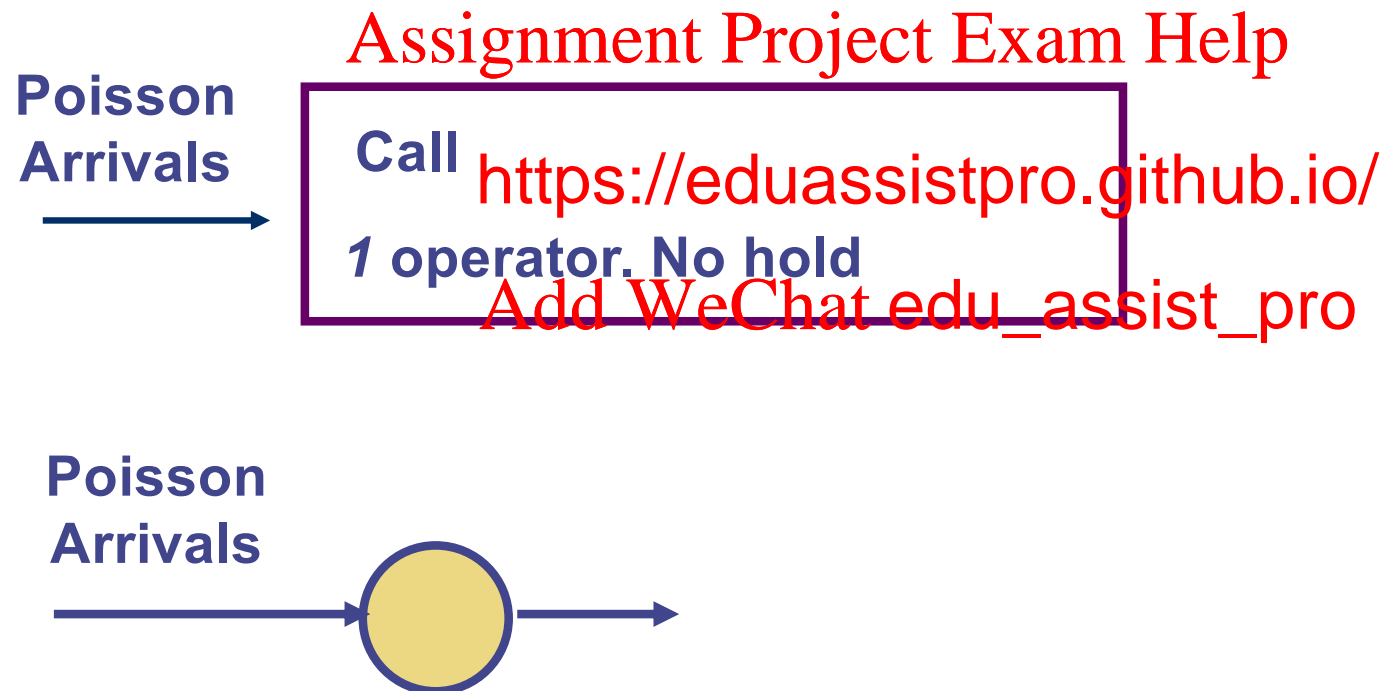 Assignment Project Exam Help
Poisson
Arrivals
Call
https://eduassistpro.github.io/
1 operator. No hold
Add WeChat edu_assist_pro
Poisson
Arrivals